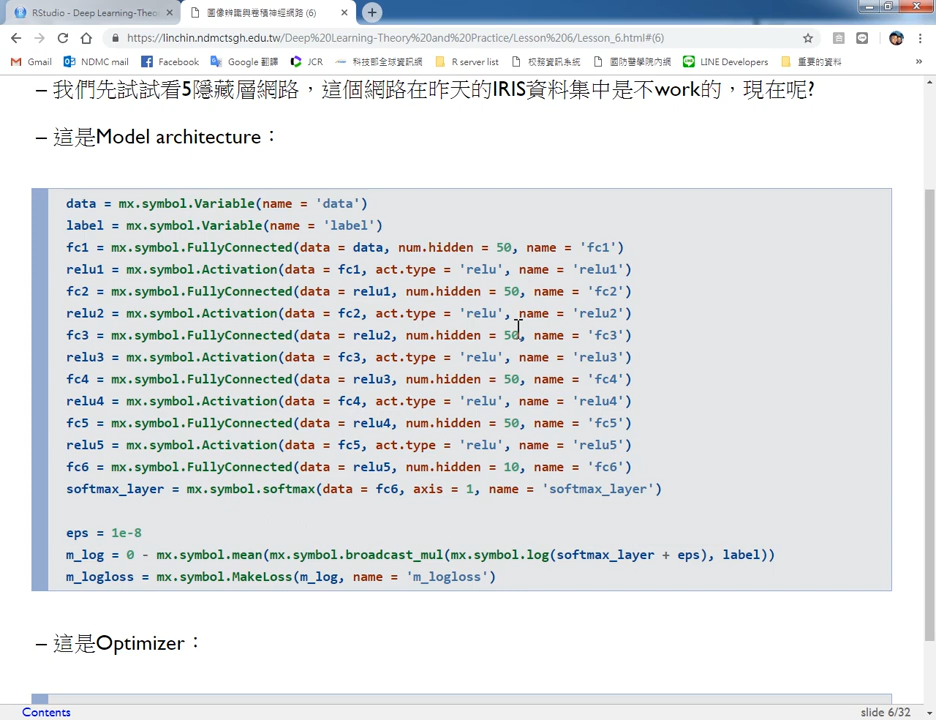 RStudio - Deep Learning-Theo
圖像辨識與卷積神經網路 (6)
https://linchin.ndmctsgh.edu.tw/Deep%20Learning-Theory%20and%20Practice/Lesson%206/Lesson_6.html#(6)
Gmail NDMC mail Facebook Google 翻譯 JCR 科技部全球資訊網 R server list 校務資訊系統 國防醫學院內網 LINE Developers 重要的資料 »
– 我們先試試看5隱藏層網路，這個網路在昨天的IRIS資料集中是不work的，現在呢?
– 這是Model architecture：
data = mx.symbol.Variable(name = 'data')
label = mx.symbol.Variable(name = 'label')
fc1 = mx.symbol.FullyConnected(data = data, num.hidden = 50, name = 'fc1')
relu1 = mx.symbol.Activation(data = fc1, act.type = 'relu', name = 'relu1')
fc2 = mx.symbol.FullyConnected(data = relu1, num.hidden = 50, name = 'fc2')
relu2 = mx.symbol.Activation(data = fc2, act.type = 'relu', name = 'relu2')
fc3 = mx.symbol.FullyConnected(data = relu2, num.hidden = 50, name = 'fc3')
relu3 = mx.symbol.Activation(data = fc3, act.type = 'relu', name = 'relu3')
fc4 = mx.symbol.FullyConnected(data = relu3, num.hidden = 50, name = 'fc4')
relu4 = mx.symbol.Activation(data = fc4, act.type = 'relu', name = 'relu4')
fc5 = mx.symbol.FullyConnected(data = relu4, num.hidden = 50, name = 'fc5')
relu5 = mx.symbol.Activation(data = fc5, act.type = 'relu', name = 'relu5')
fc6 = mx.symbol.FullyConnected(data = relu5, num.hidden = 10, name = 'fc6')
softmax_layer = mx.symbol.softmax(data = fc6, axis = 1, name = 'softmax_layer')
eps = 1e-8
m_log = 0 - mx.symbol.mean(mx.symbol.broadcast_mul(mx.symbol.log(softmax_layer + eps), label))
m_logloss = mx.symbol.MakeLoss(m_log, name = 'm_logloss')
– 這是Optimizer：
Contents
slide 6/32